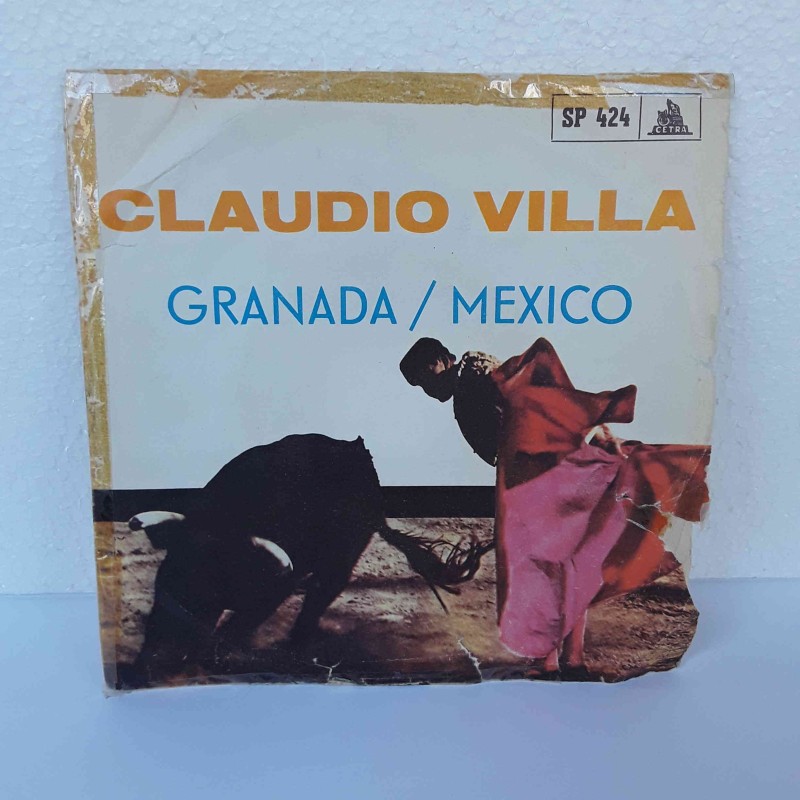 SP 424
CETRA
CLAUDIO VILLA
GRANADA / MEXICO